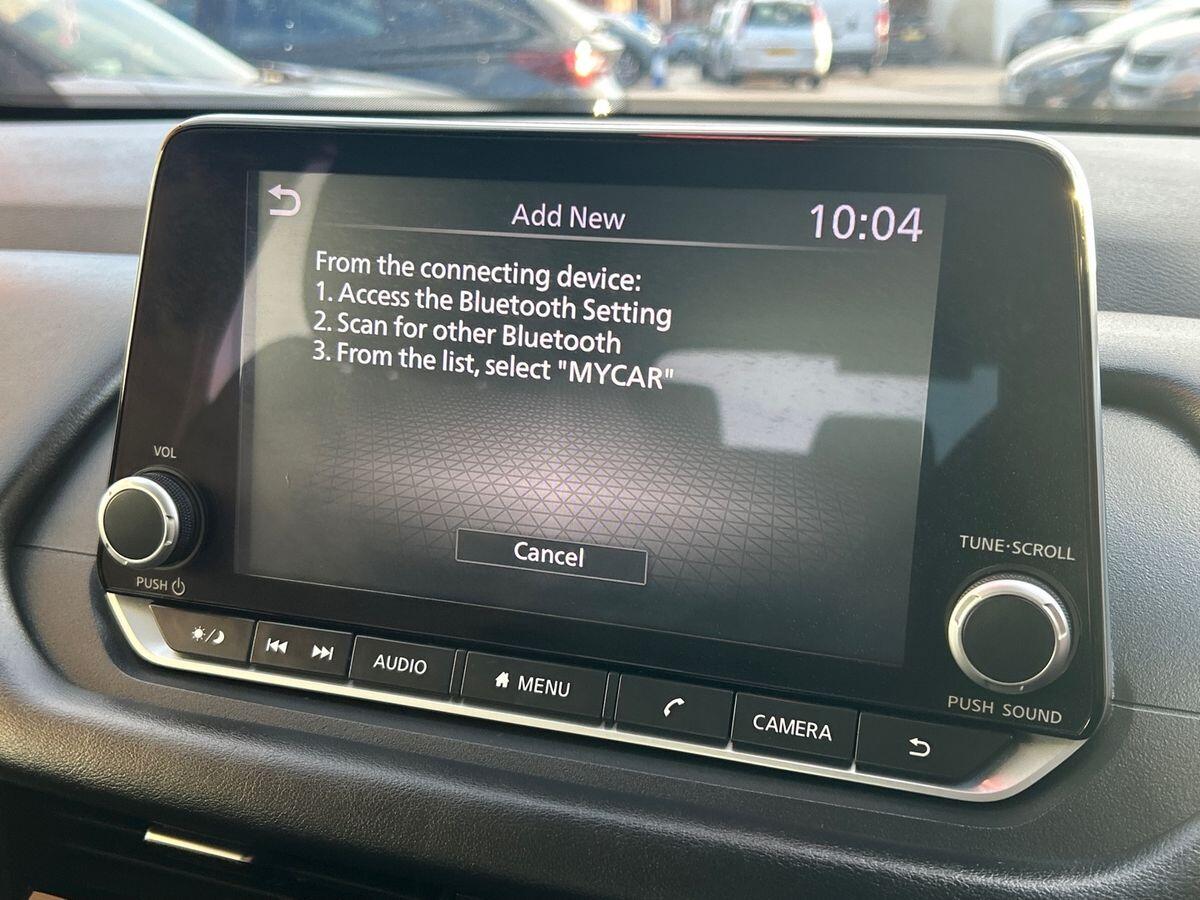 Add New
10:04
From the connecting device:
1. Access the Bluetooth Setting
2. Scan for other Bluetooth
3. From the list, select "MYCAR"
Cancel
VOL
PUSH
TUNE·SCROLL
PUSH SOUND
AUDIO
MENU
CAMERA